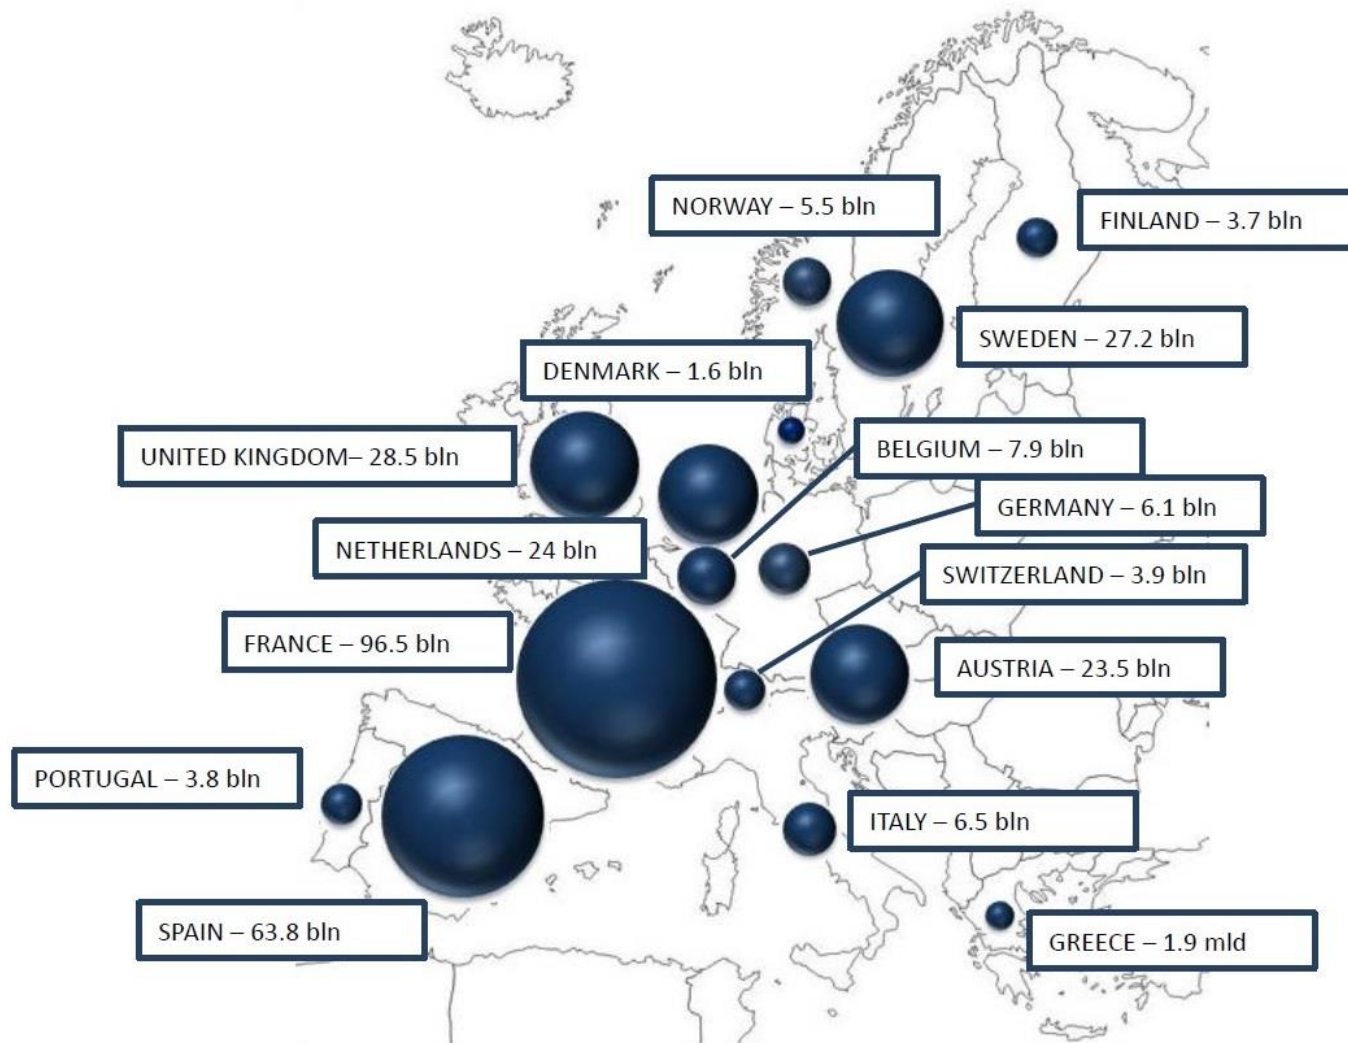 NORWAY – 5.5 bln
FINLAND – 3.7 bln
SWEDEN – 27.2 bln
DENMARK – 1.6 bln
UNITED KINGDOM– 28.5 bln
BELGIUM – 7.9 bln
GERMANY – 6.1 bln
NETHERLANDS – 24 bln
SWITZERLAND – 3.9 bln
FRANCE – 96.5 bln
AUSTRIA – 23.5 bln
PORTUGAL – 3.8 bln
ITALY – 6.5 bln
SPAIN – 63.8 bln
GREECE – 1.9 mld